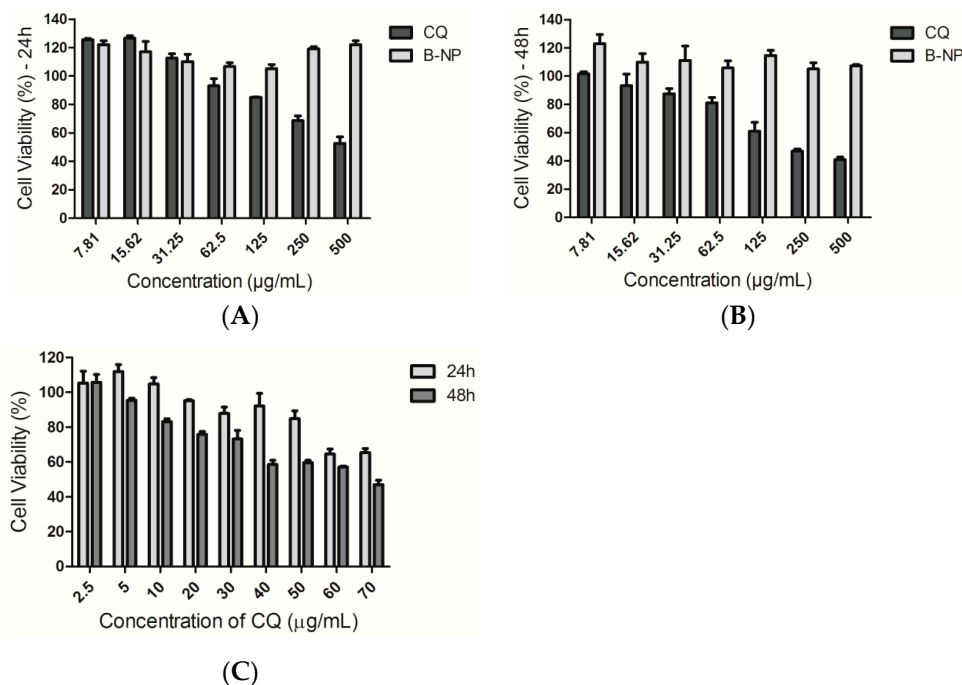 Cell Viability (%) - 24h
140
120
100
80
60
40
20
0
CQ
B-NP
7.81 15.62 31.25 62.5 125 250 500
Concentration (µg/mL)
(A)
Cell Viability (%) - 48h
140
120
100
80
60
40
20
0
CQ
B-NP
7.81 15.62 31.25 62.5 125 250 500
Concentration (µg/mL)
(B)
Cell Viability (%)
120
100
80
60
40
20
0
24h
48h
2.5 5 10 20 30 40 50 60 70
Concentration of CQ (µg/mL)
(C)